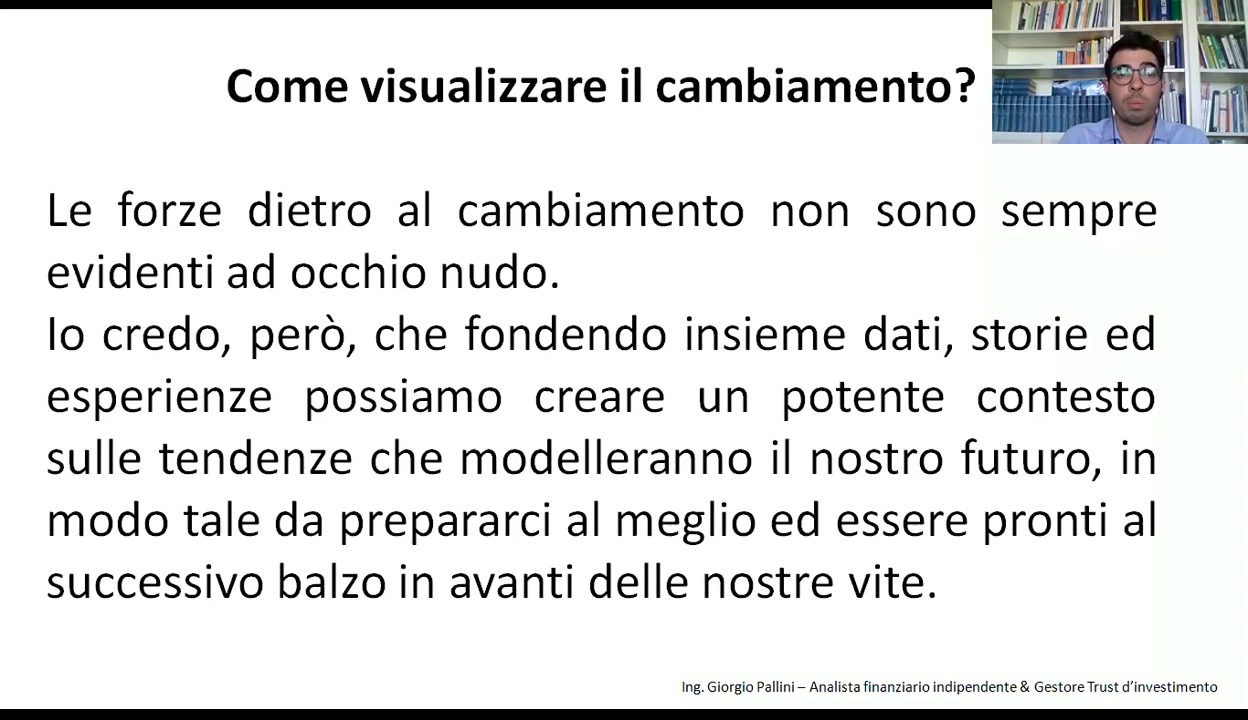 Come visualizzare il cambiamento?
Le forze dietro al cambiamento non sono sempre
evidenti ad occhio nudo.
Io credo, però, che fondendo insieme dati, storie ed
esperienze possiamo creare un potente contesto
sulle tendenze che modelleranno il nostro futuro, in
modo tale da prepararci al meglio ed essere pronti al
successivo balzo in avanti delle nostre vite.
Ing. Giorgio Pallini – Analista finanziario indipendente & Gestore Trust d’investimento